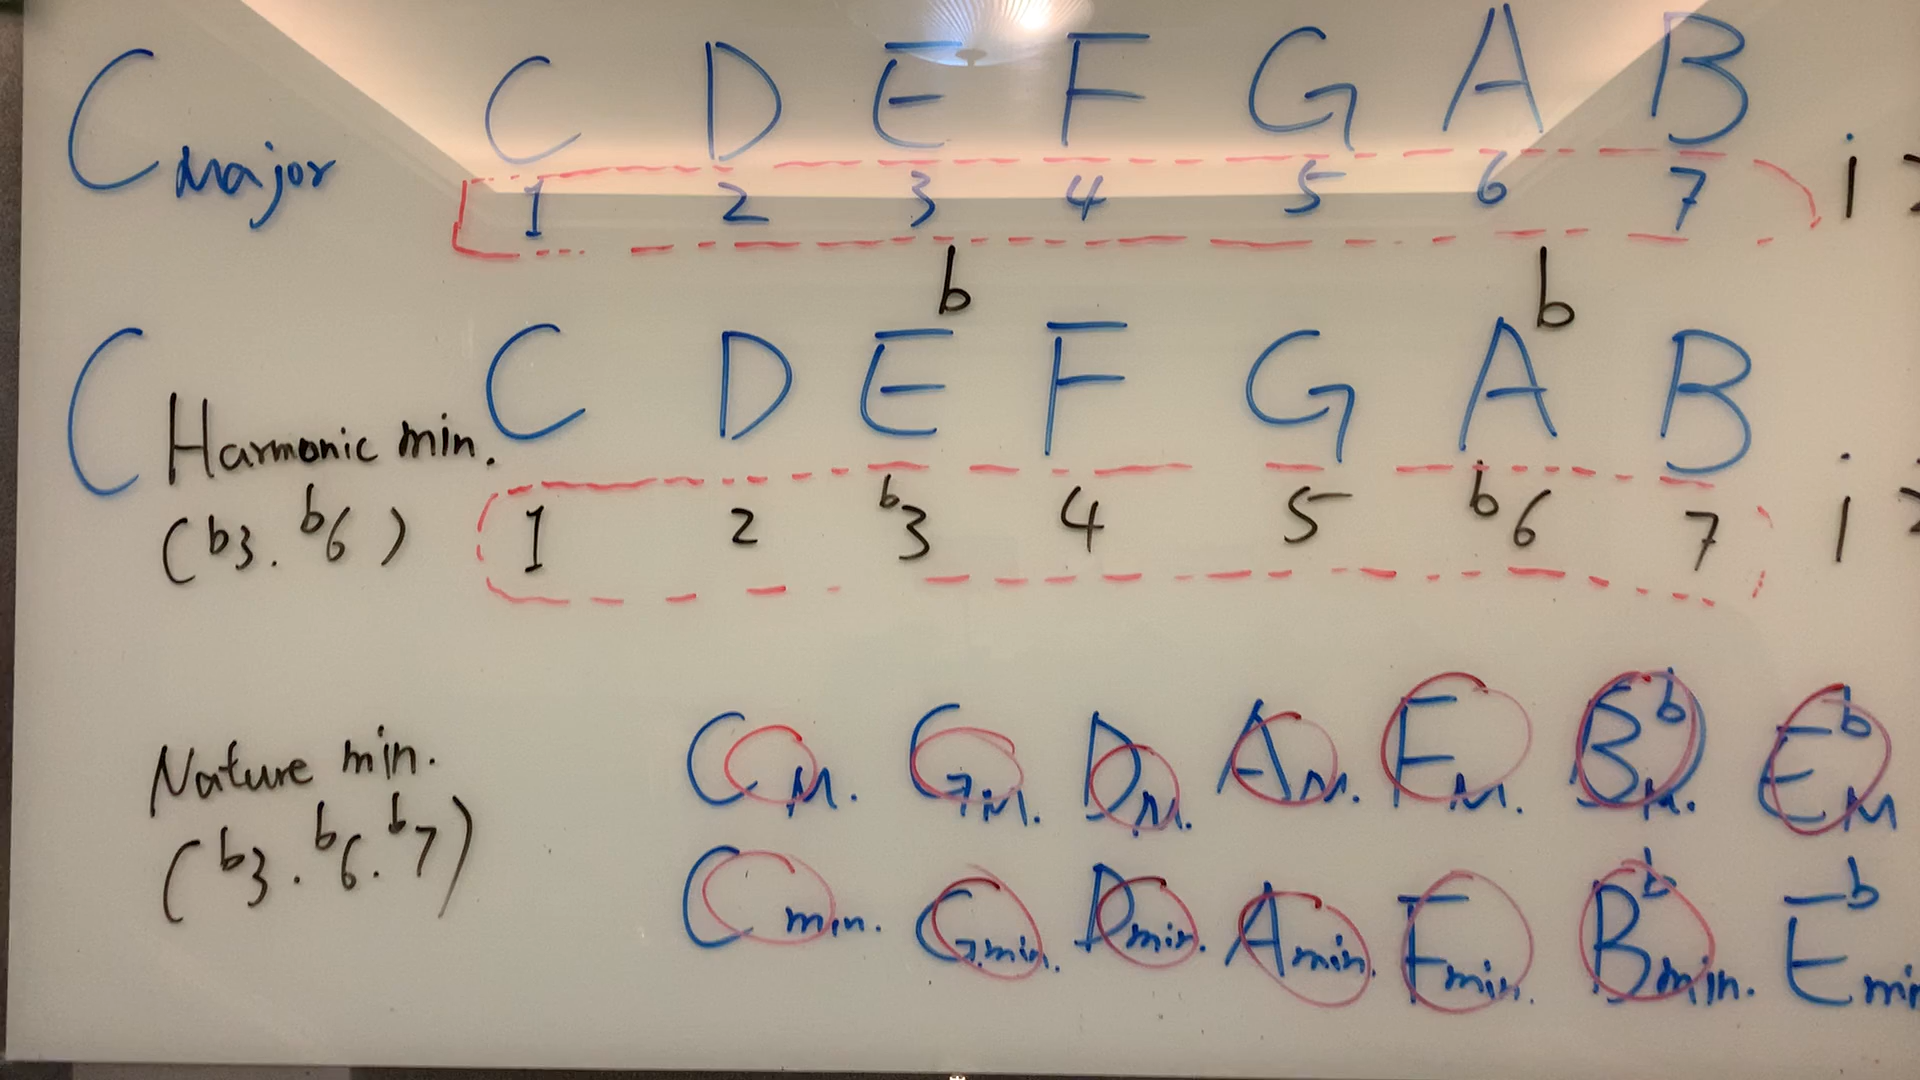 C major C D E F G A B
1 2 3 4 5 6 7 i
b b
C Harmonic min. C D E F G A B
(b3. b6) 1 2 b3 4 5 b6 7 i
Nature min. CM. GM. DM. AM. FM. BbM. EbM
(b3. b6. b7) Cmin. Gmin. Dmin. Amin. Fmin. Bbmin. Ebmin